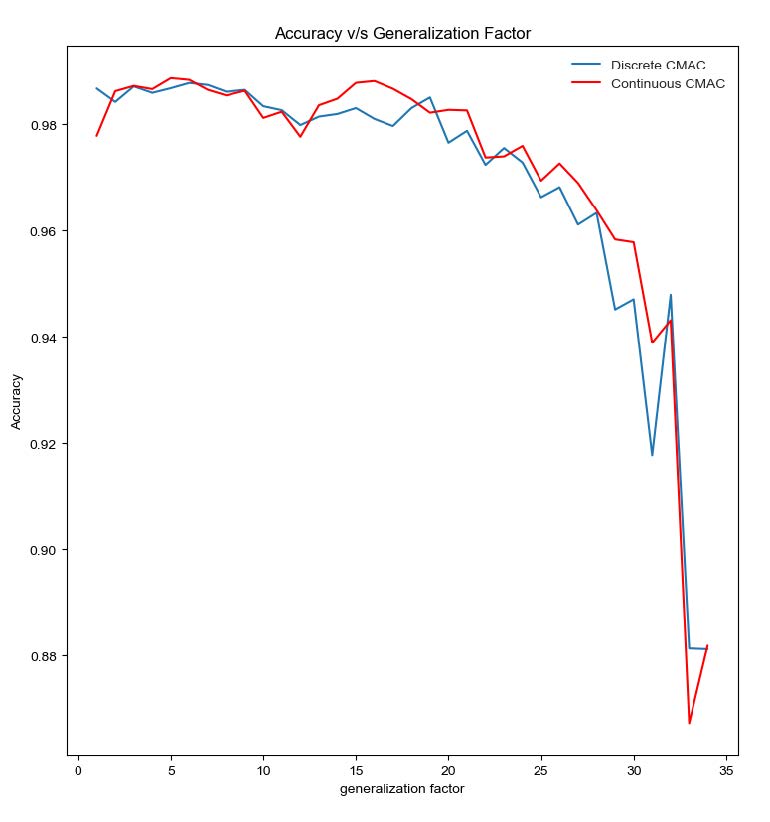 Accuracy v/s Generalization Factor
Discrete CMAC
Continuous CMAC
Accuracy
0.98
0.96
0.94
0.92
0.90
0.88
0
5
10
15
20
25
30
35
generalization factor